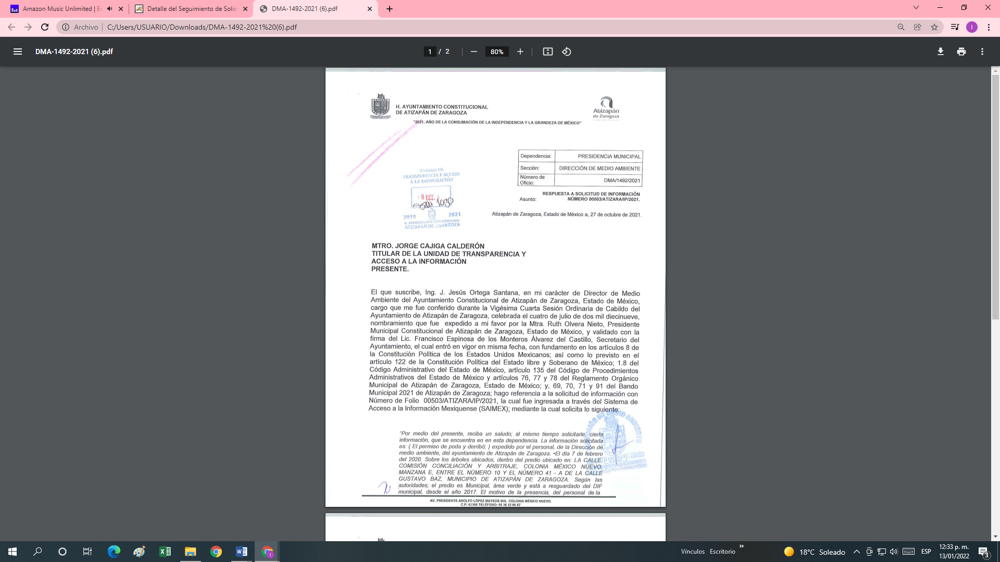 Amazon Music Unlimited | Es
Detalle del Seguimiento de Solici
DMA-1492-2021 (6).pdf
Archivo
C:/Users/USUARIO/Downloads/DMA-1492-2021%20(6).pdf
I
DMA-1492-2021 (6).pdf
1 / 2
80%
H. AYUNTAMIENTO CONSTITUCIONAL
DE ATIZAPÁN DE ZARAGOZA
Atizapán
de Zaragoza
"2021. AÑO DE LA CONSUMACIÓN DE LA INDEPENDENCIA Y LA GRANDEZA DE MÉXICO"
Dependencia: PRESIDENCIA MUNICIPAL
Sección: DIRECCIÓN DE MEDIO AMBIENTE
Número de
Oficio: DMA/1492/2021
UNIDAD DE
TRANSPARENCIA Y ACCESO
A LA INFORMACIÓN
OCT.
2019 2021
H. AYUNTAMIENTO CONSTITUCIONAL
ATIZAPÁN DE ZARAGOZA
RESPUESTA A SOLICITUD DE INFORMACIÓN
Asunto: NÚMERO 00503/ATIZARA/IP/2021.
Atizapán de Zaragoza, Estado de México a, 27 de octubre de 2021.
MTRO. JORGE CAJIGA CALDERÓN
TITULAR DE LA UNIDAD DE TRANSPARENCIA Y
ACCESO A LA INFORMACIÓN
PRESENTE.
El que suscribe, Ing. J. Jesús Ortega Santana, en mi carácter de Director de Medio
Ambiente del Ayuntamiento Constitucional de Atizapán de Zaragoza, Estado de México,
cargo que me fue conferido durante la Vigésima Cuarta Sesión Ordinaria de Cabildo del
Ayuntamiento de Atizapán de Zaragoza, celebrada el cuatro de julio de dos mil diecinueve,
nombramiento que fue expedido a mi favor por la Mtra. Ruth Olvera Nieto, Presidente
Municipal Constitucional de Atizapán de Zaragoza, Estado de México, y validado con la
firma del Lic. Francisco Espinosa de los Monteros Álvarez del Castillo, Secretario del
Ayuntamiento, el cual entró en vigor en misma fecha, con fundamento en los artículos 8 de
la Constitución Política de los Estados Unidos Mexicanos; así como lo previsto en el
artículo 122 de la Constitución Política del Estado libre y Soberano de México; 1.8 del
Código Administrativo del Estado de México, artículo 135 del Código de Procedimientos
Administrativos del Estado de México y artículos 76, 77 y 78 del Reglamento Orgánico
Municipal de Atizapán de Zaragoza, Estado de México; y, 69, 70, 71 y 91 del Bando
Municipal 2021 de Atizapán de Zaragoza; hago referencia a la solicitud de información con
Número de Folio 00503/ATIZARA/IP/2021, la cual fue ingresada a través del Sistema de
Acceso a la Información Mexiquense (SAIMEX); mediante la cual solicita lo siguiente:
"Por medio del presente, reciba un saludo; al mismo tiempo solicitarle, cierta
información, que se encuentra en en esta dependencia. La información solicitada
es: ( El permiso de poda y derribó; ) expedido por el personal, de la Dirección de
medio ambiente, del ayuntamiento de Atizapán de Zaragoza. •El día 7 de febrero
del 2020. Sobre los árboles ubicados, dentro del predio ubicado en: LA CALLE,
COMISIÓN CONCILIACIÓN Y ARBITRAJE, COLONIA MÉXICO NUEVO,
MANZANA E, ENTRE EL NÚMERO 10 Y EL NÚMERO 41 - A DE LA CALLE
GUSTAVO BAZ, MUNICIPIO DE ATIZAPÁN DE ZARAGOZA. Según las
autoridades; el predio es Municipal, área verde y está a resguardado del DIF
municipal, desde el año 2017. El motivo de la presencia, del personal de la
AV. PRESIDENTE ADOLFO LÓPEZ MATEOS S/N, COLONIA MÉXICO NUEVO.
C.P. 52968 TELÉFONO: 55 36 22 86 67
Vínculos Escritorio
18°C Soleado
ESP
12:33 p. m.
13/01/2022
3